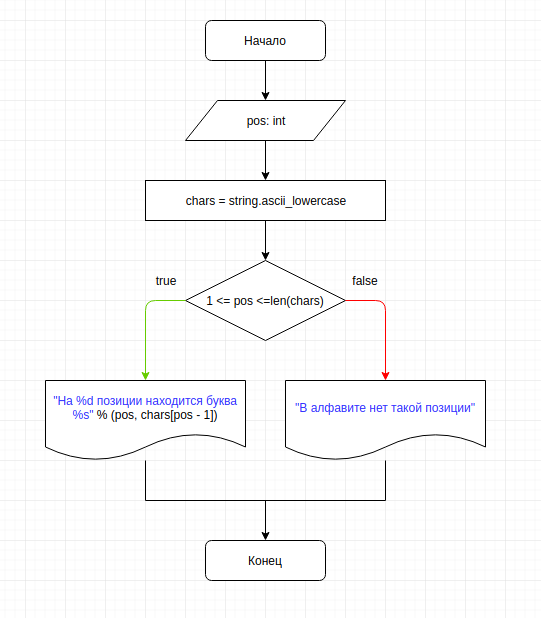 Начало
pos: int
chars = string.ascii_lowercase
true
false
1 <= pos <=len(chars)
"На %d позиции находится буква
%s" % (pos, chars[pos - 1])
"В алфавите нет такой позиции"
Конец